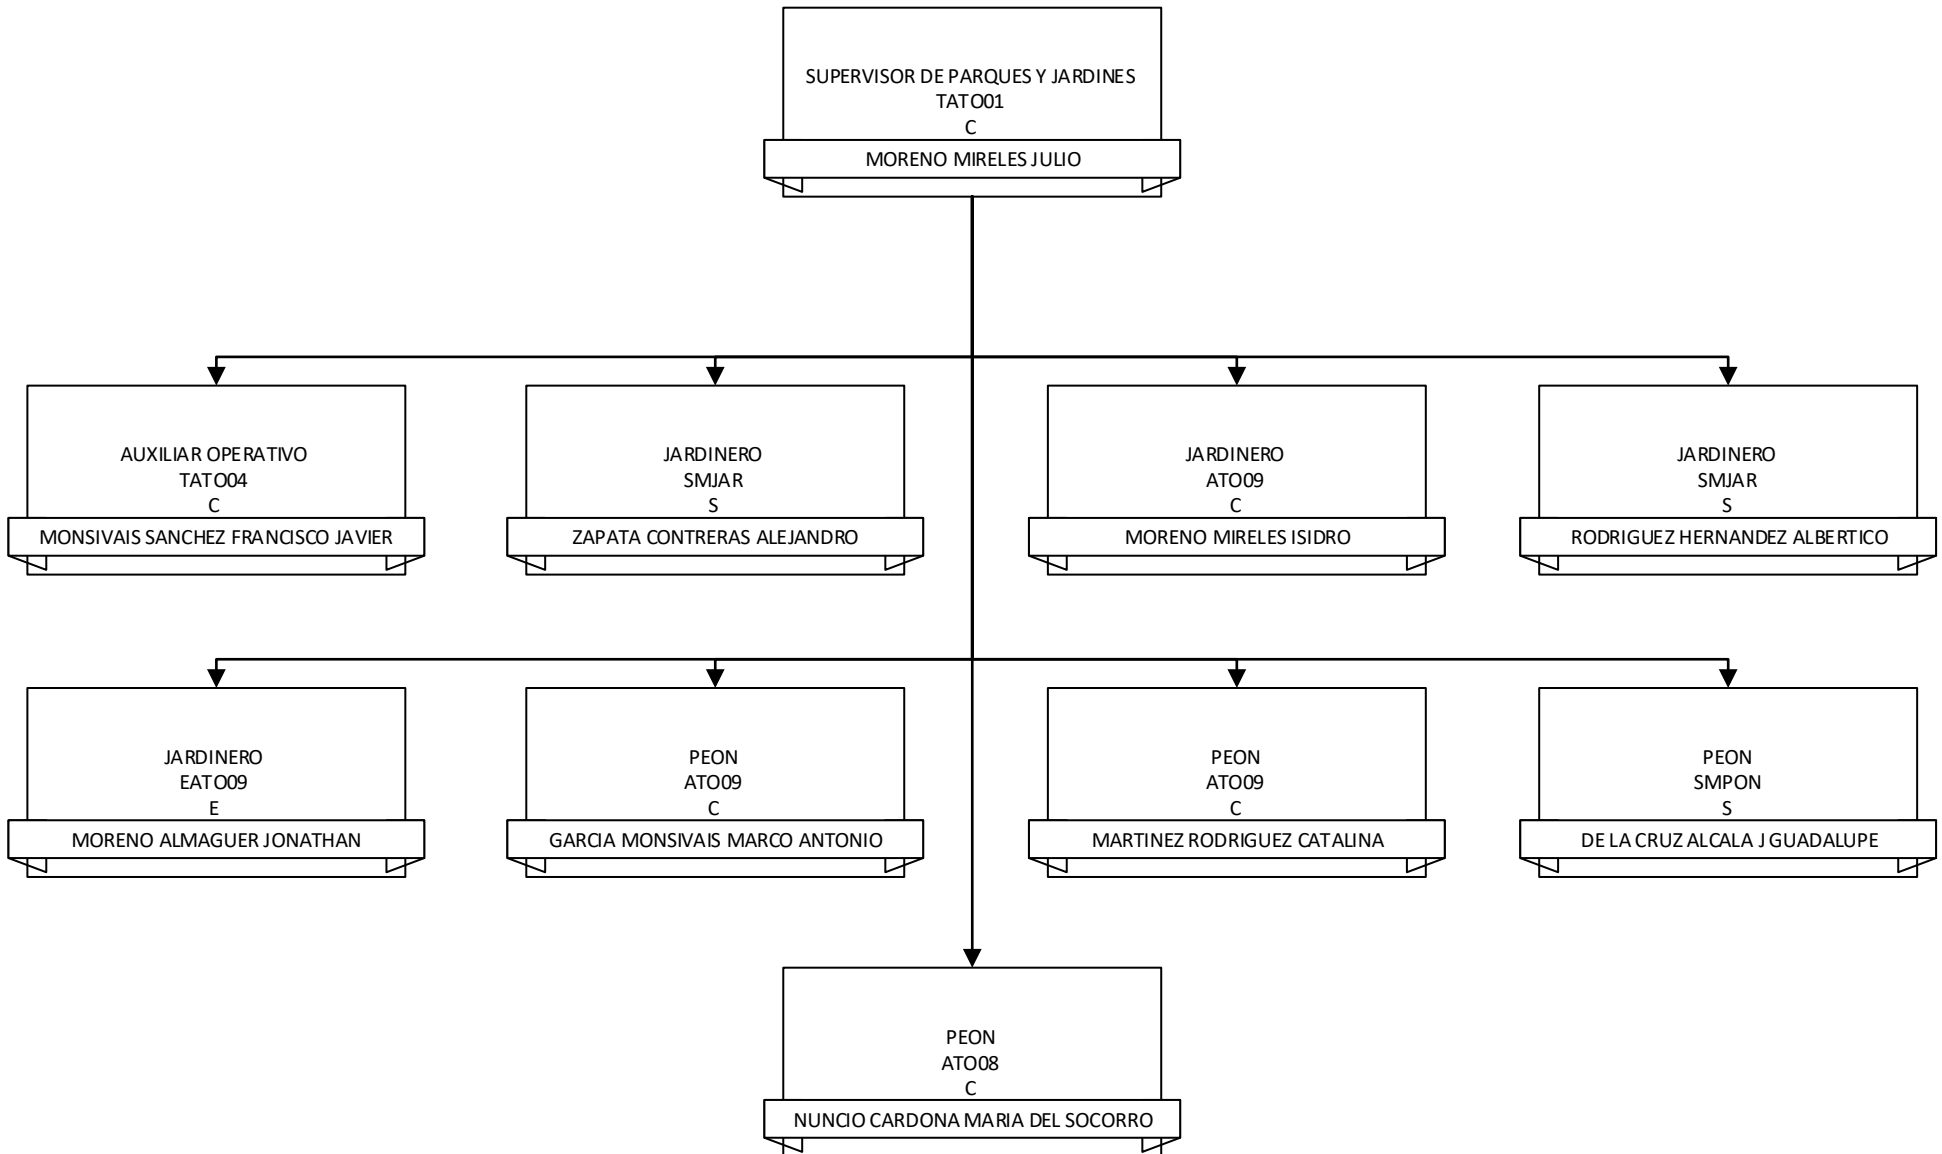 SUPERVISOR DE PARQUES Y JARDINES
TATO01
C
MORENO MIRELES JULIO
AUXILIAR OPERATIVO
TATO04
C
MONSIVAIS SANCHEZ FRANCISCO JAVIER
JARDINERO
SMJAR
S
ZAPATA CONTRERAS ALEJANDRO
JARDINERO
ATO09
C
MORENO MIRELES ISIDRO
JARDINERO
SMJAR
S
RODRIGUEZ HERNANDEZ ALBERTICO
JARDINERO
EATO09
E
MORENO ALMAGUER JONATHAN
PEON
ATO09
C
GARCIA MONSIVAIS MARCO ANTONIO
PEON
ATO09
C
MARTINEZ RODRIGUEZ CATALINA
PEON
SMPON
S
DE LA CRUZ ALCALA J GUADALUPE
PEON
ATO08
C
NUNCIO CARDONA MARIA DEL SOCORRO